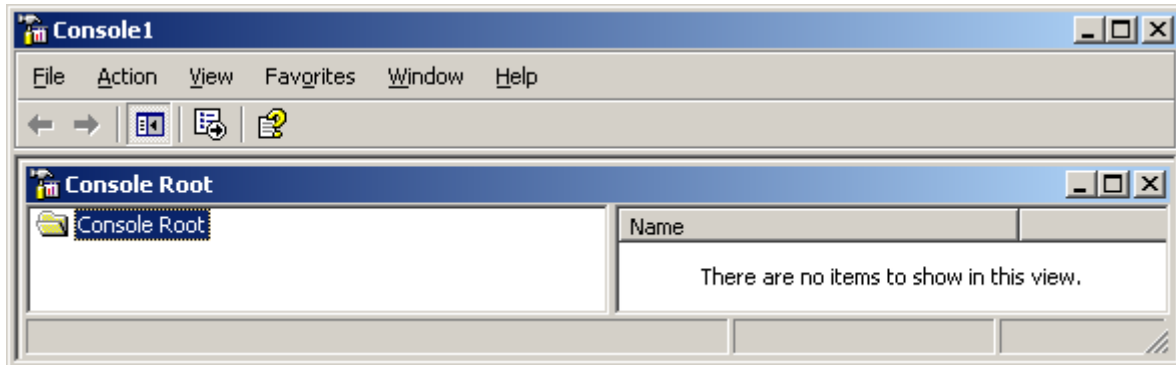 Console1
File Action View Favorites Window Help
Console Root
Console Root Name
There are no items to show in this view.